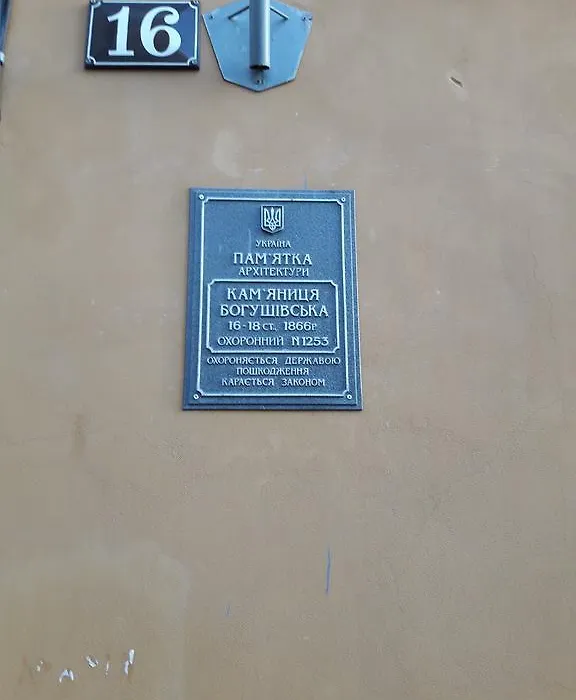 16
УКРАЇНА
ПАМ'ЯТКА
АРХІТЕКТУРИ
КАМ'ЯНИЦЯ
БОГУШІВСЬКА
16-18 СТ., 1866Р.
ОХОРОННИЙ N1253
ОХОРОНЯЄТЬСЯ ДЕРЖАВОЮ
ПОШКОДЖЕННЯ
КАРАЄТЬСЯ ЗАКОНОМ